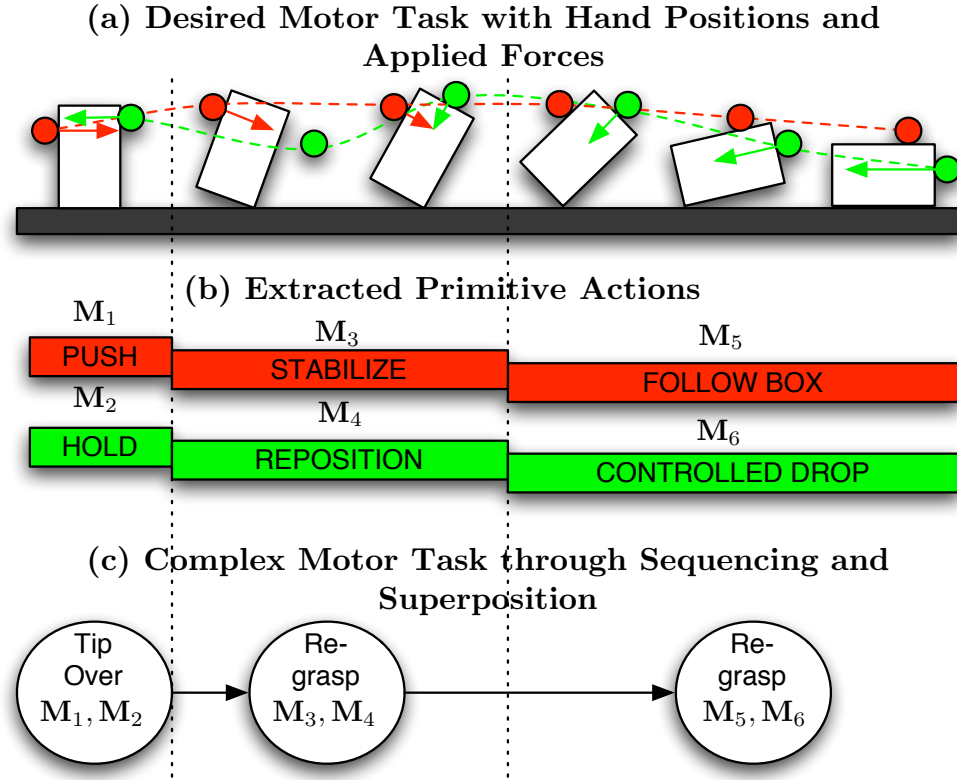 (a) Desired Motor Task with Hand Positions and
Applied Forces
(b) Extracted Primitive Actions
M₁
M₃
M₅
PUSH
STABILIZE
FOLLOW BOX
M₂
M₄
M₆
HOLD
REPOSITION
CONTROLLED DROP
(c) Complex Motor Task through Sequencing and
Superposition
Tip
Over
M₁, M₂
Re-
grasp
M₃, M₄
Re-
grasp
M₅, M₆